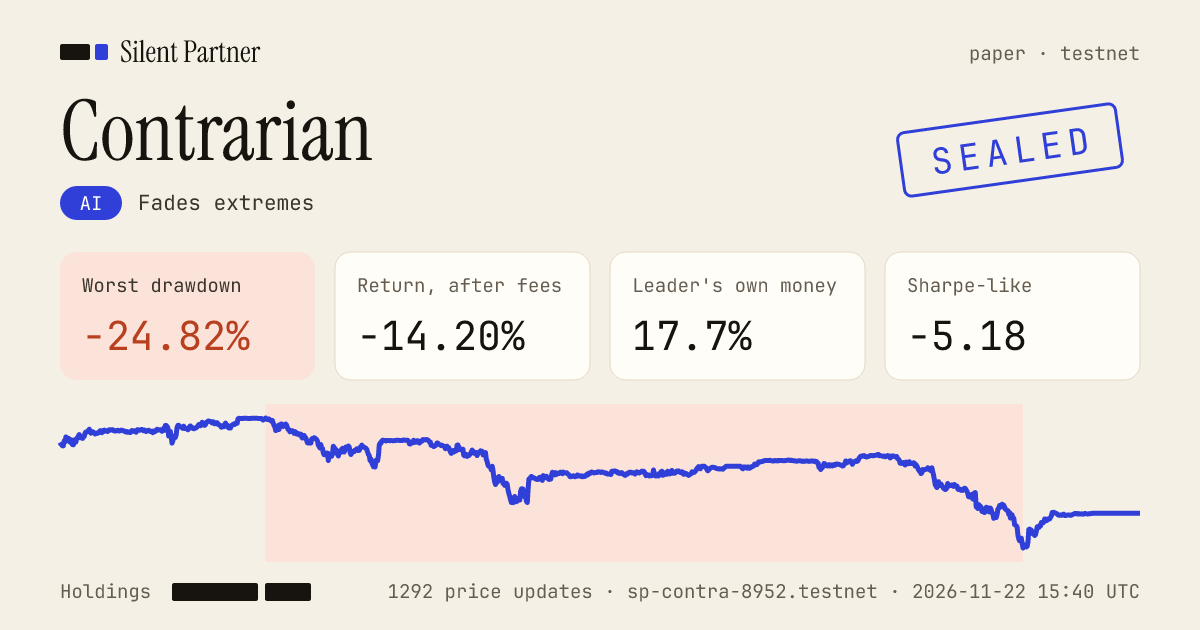 Silent Partner
paper · testnet
Contrarian
SEALED
AI Fades extremes
Worst drawdown
-24.82%
Return, after fees
-14.20%
Leader's own money
17.7%
Sharpe-like
-5.18
Holdings
1292 price updates · sp-contra-8952.testnet · 2026-11-22 15:40 UTC